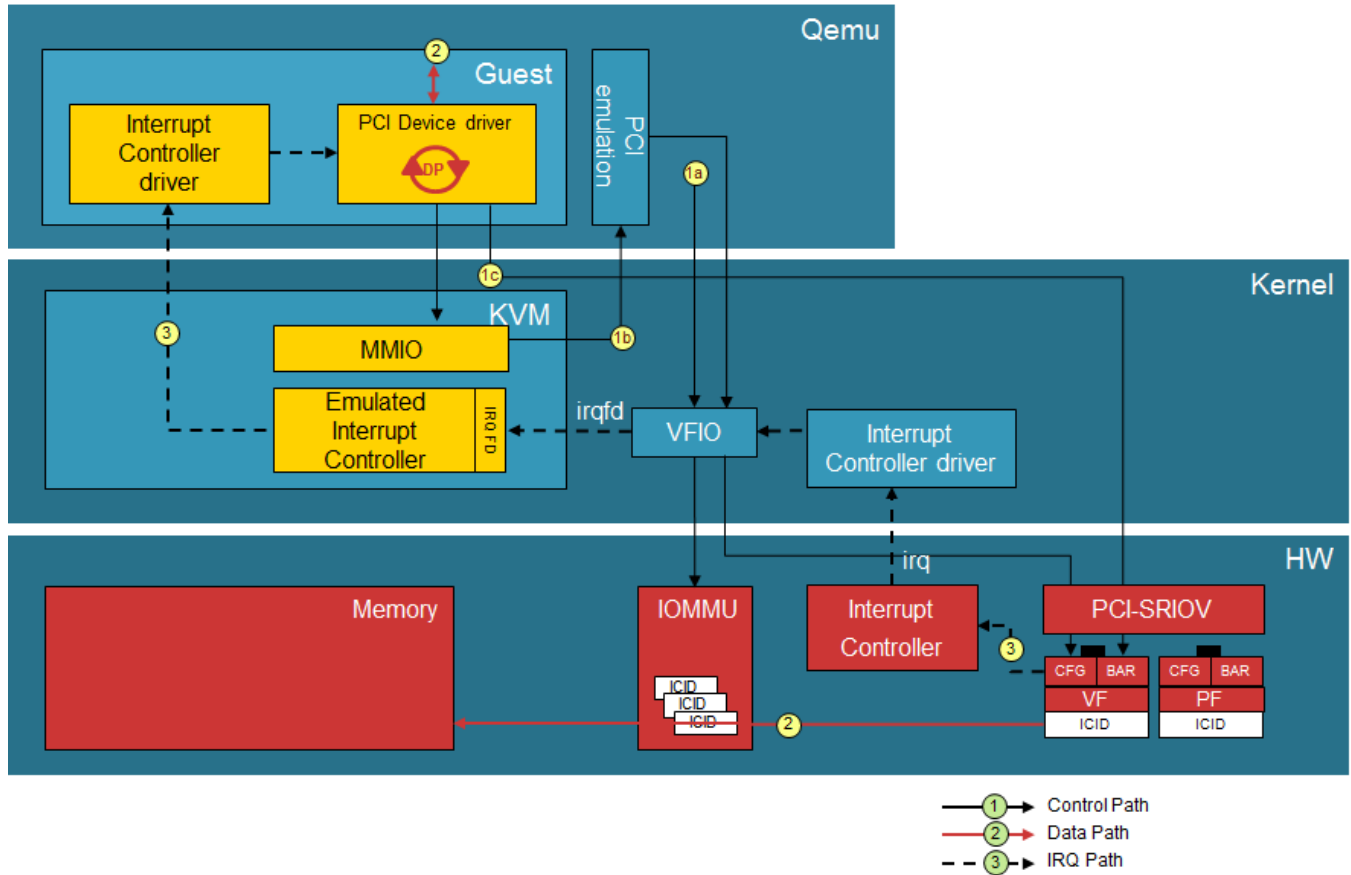 Qemu
2
Guest
Interrupt
Controller
driver
PCI Device driver
DP
PCI
emulation
1a
1c
Kernel
KVM
3
MMIO
1b
Emulated
Interrupt
Controller
IRQ FD
irqfd
VFIO
Interrupt
Controller driver
HW
irq
Memory
IOMMU
Interrupt
Controller
PCI-SRIOV
3
CFG
BAR
CFG
BAR
VF
PF
ICID
ICID
ICID
ICID
ICID
2
1
Control Path
2
Data Path
3
IRQ Path